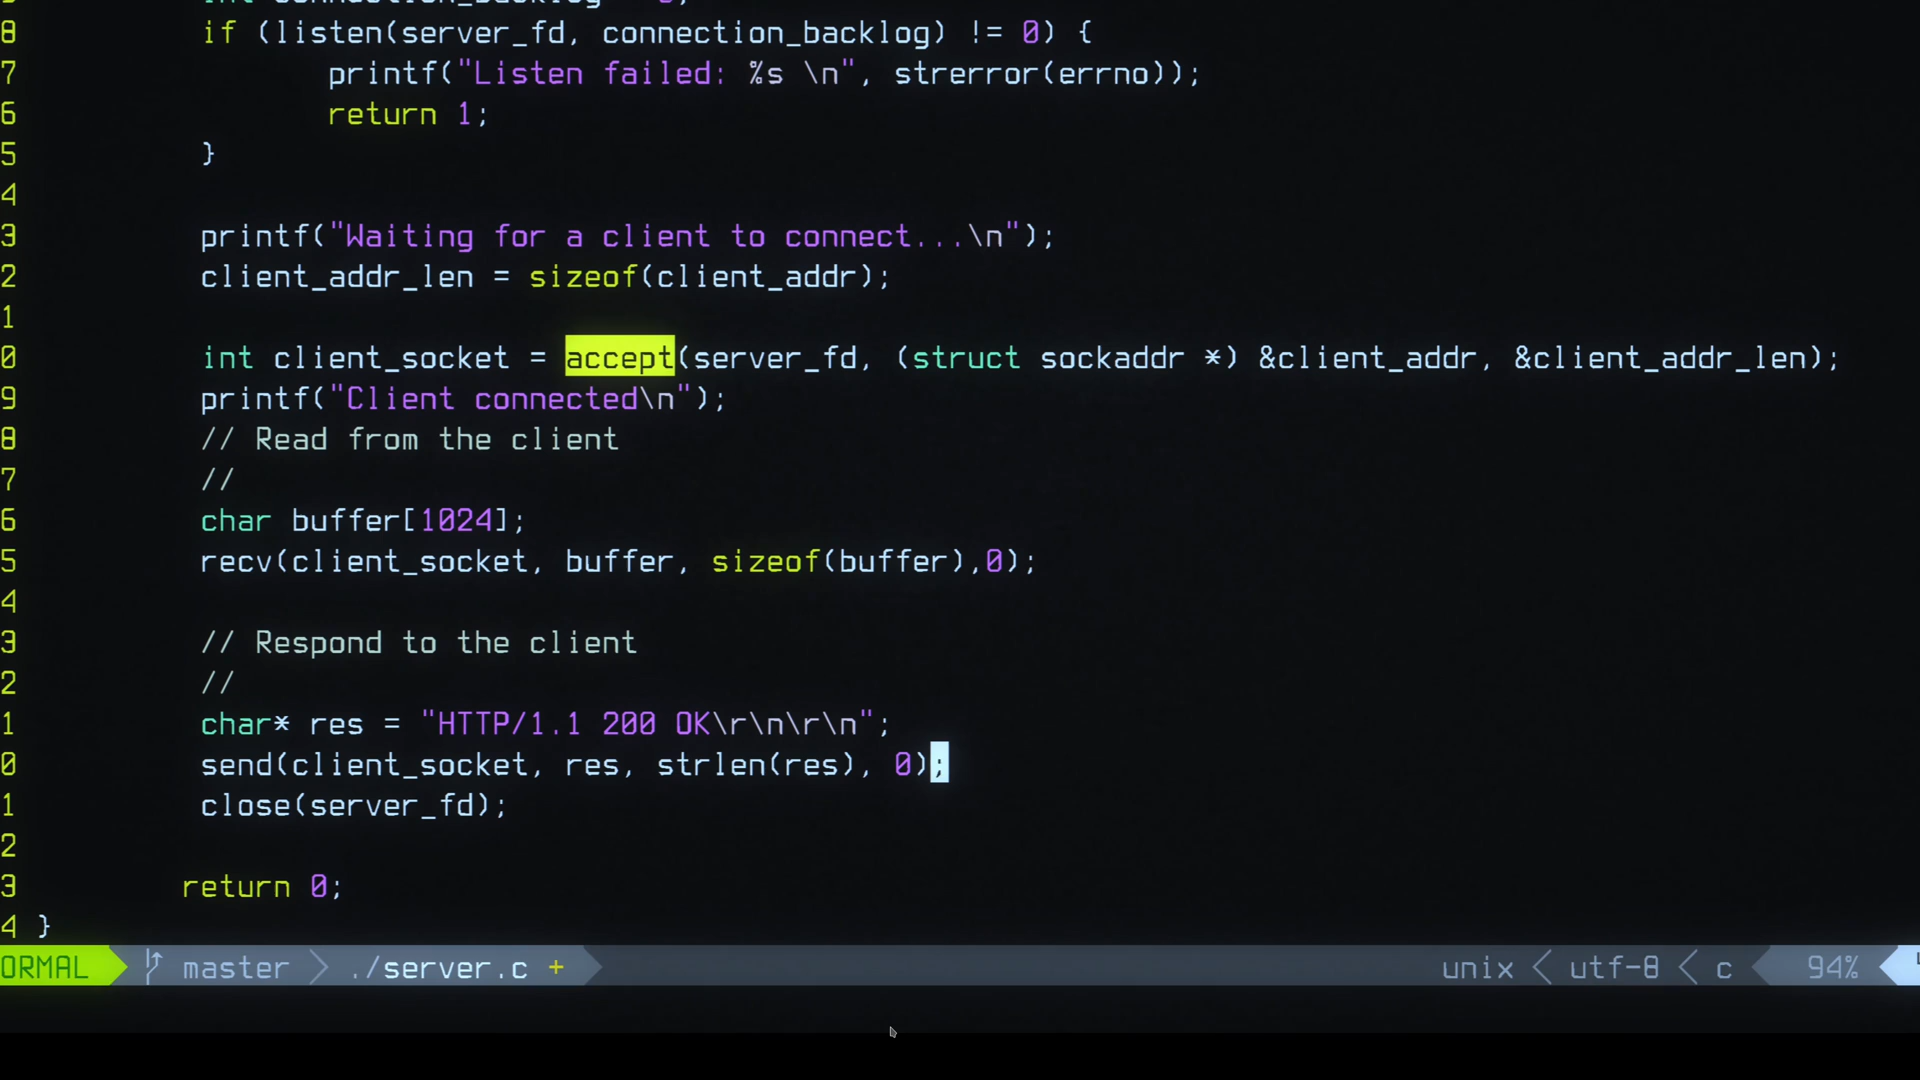 8 if (listen(server_fd, connection_backlog) != 0) {
7 printf("Listen failed: %s \n", strerror(errno));
6 return 1;
5 }
4
3 printf("Waiting for a client to connect...\n");
2 client_addr_len = sizeof(client_addr);
1
0 int client_socket = accept(server_fd, (struct sockaddr *) &client_addr, &client_addr_len);
9 printf("Client connected\n");
8 // Read from the client
7 //
6 char buffer[1024];
5 recv(client_socket, buffer, sizeof(buffer),0);
4
3 // Respond to the client
2 //
1 char* res = "HTTP/1.1 200 OK\r\n\r\n";
0 send(client_socket, res, strlen(res), 0);
1 close(server_fd);
2
3 return 0;
4 }
ORMAL master ./server.c + unix utf-8 c 94%